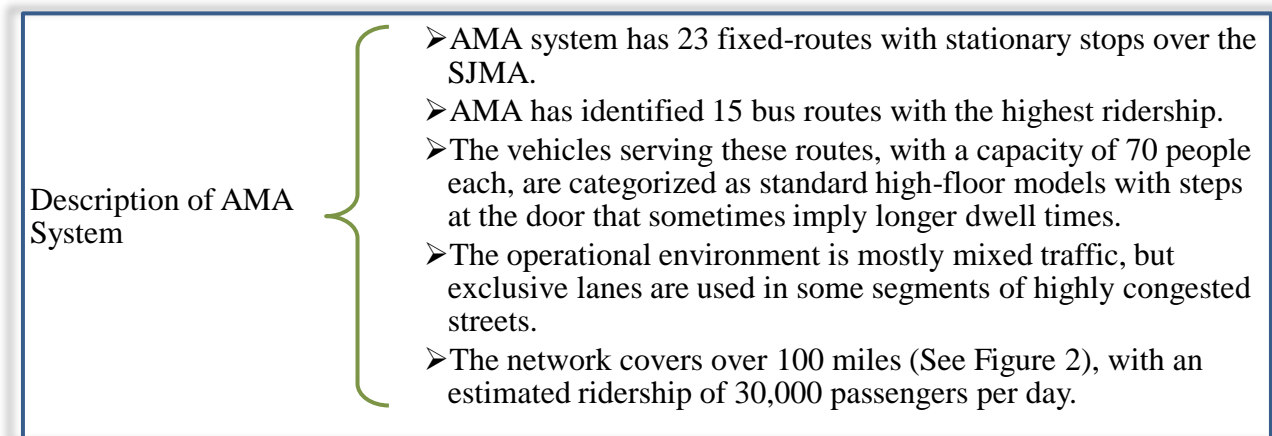 Description of AMA
System
➢AMA system has 23 fixed-routes with stationary stops over the
SJMA.
➢AMA has identified 15 bus routes with the highest ridership.
➢The vehicles serving these routes, with a capacity of 70 people
each, are categorized as standard high-floor models with steps
at the door that sometimes imply longer dwell times.
➢The operational environment is mostly mixed traffic, but
exclusive lanes are used in some segments of highly congested
streets.
➢The network covers over 100 miles (See Figure 2), with an
estimated ridership of 30,000 passengers per day.